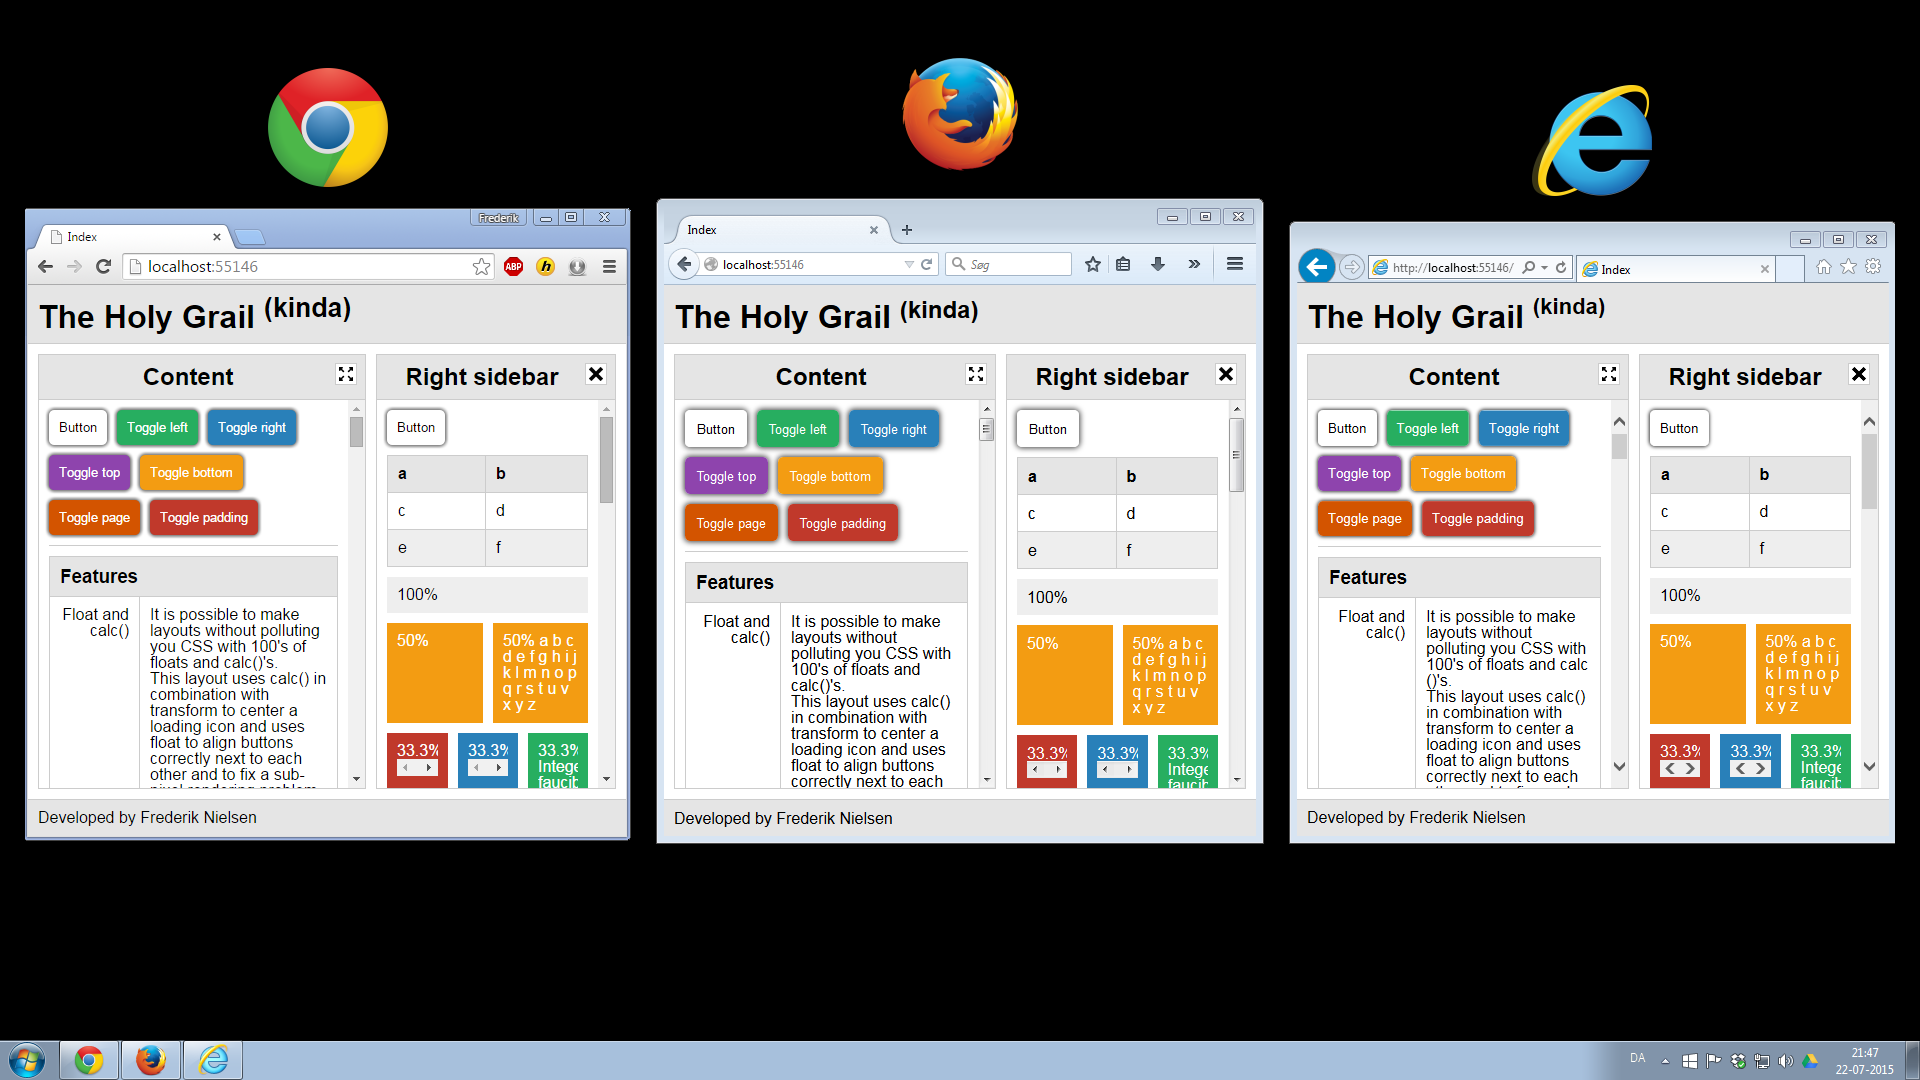 Frederik
Index
localhost:55146
ABP
h
The Holy Grail (kinda)
Content
Right sidebar
Button
Toggle left
Toggle right
Toggle top
Toggle bottom
Toggle page
Toggle padding
Features
Float and
calc()
It is possible to make
layouts without polluting
you CSS with 100's of
floats and calc()'s.
This layout uses calc() in
combination with
transform to center a
loading icon and uses
float to align buttons
correctly next to each
other and to fix a sub-
pixel rendering problem
Button
a b
c d
e f
100%
50%
50% a b c
d e f g h i j
k l m n o p
q r s t u v
x y z
33.3%
33.3%
33.3%
Intege
faucib
Developed by Frederik Nielsen
Index
localhost:55146
Søg
The Holy Grail (kinda)
Content
Right sidebar
Button
Toggle left
Toggle right
Toggle top
Toggle bottom
Toggle page
Toggle padding
Features
Float and
calc()
It is possible to make
layouts without
polluting you CSS with
100's of floats and
calc()'s.
This layout uses calc()
in combination with
transform to center a
loading icon and uses
float to align buttons
correctly next to each
Button
a b
c d
e f
100%
50%
50% a b c
d e f g h i j
k l m n o p
q r s t u v
x y z
33.3%
33.3%
33.3%
Intege
faucib
Developed by Frederik Nielsen
http://localhost:55146/
Index
The Holy Grail (kinda)
Content
Right sidebar
Button
Toggle left
Toggle right
Toggle top
Toggle bottom
Toggle page
Toggle padding
Features
Float and
calc()
It is possible to make
layouts without
polluting you CSS with
100's of floats and calc
()'s.
This layout uses calc()
in combination with
transform to center a
loading icon and uses
float to align buttons
correctly next to each
Button
a b
c d
e f
100%
50%
50% a b c
d e f g h i j
k l m n o p
q r s t u v
x y z
33.3%
33.3%
33.3%
Intege
faucib
Developed by Frederik Nielsen
DA
21:47
22-07-2015